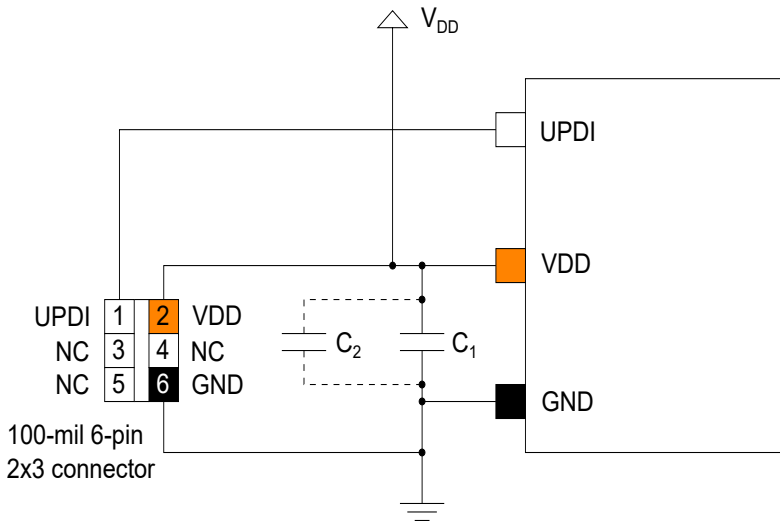 V_DD
UPDI
VDD
UPDI 1 2 VDD
NC 3 4 NC
NC 5 6 GND
C₂
C₁
GND
100-mil 6-pin
2x3 connector